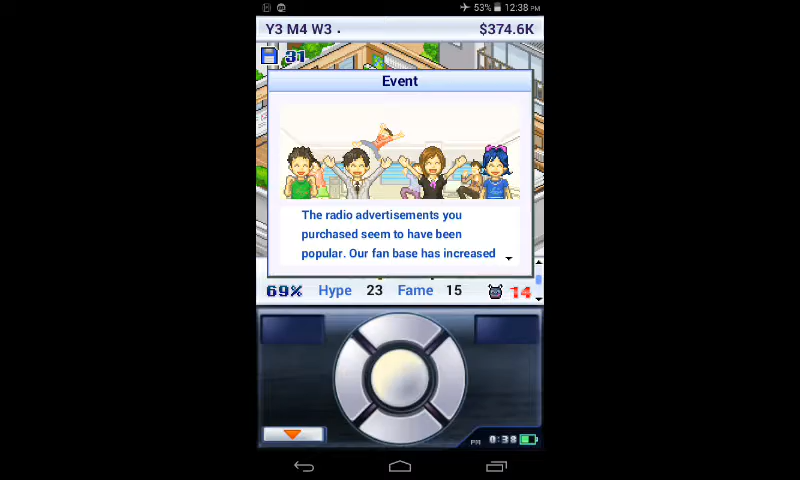 53% 12:38 PM
Y3 M4 W3 . $374.6K
31
Event
The radio advertisements you
purchased seem to have been
popular. Our fan base has increased
69% Hype 23 Fame 15 14
PM 0:38